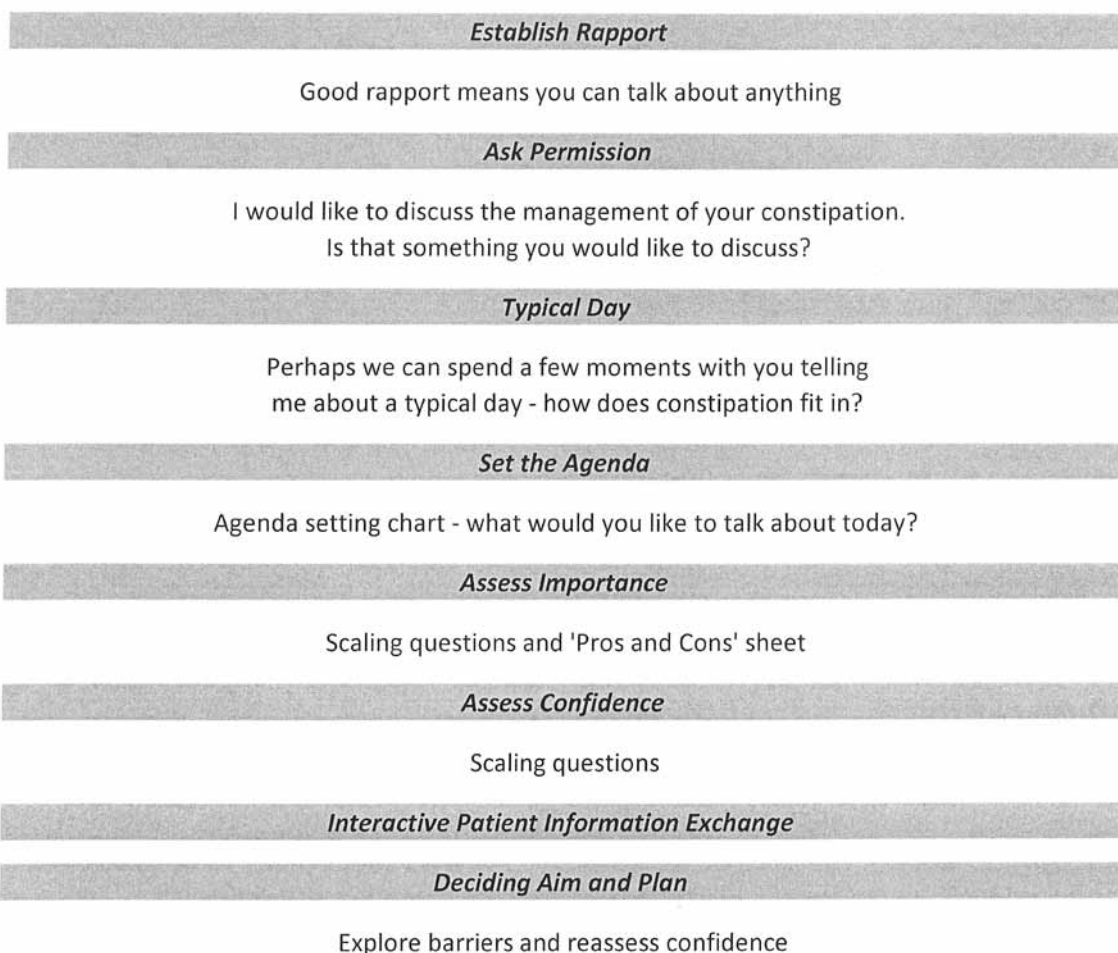 Establish Rapport
Good rapport means you can talk about anything
Ask Permission
I would like to discuss the management of your constipation.
Is that something you would like to discuss?
Typical Day
Perhaps we can spend a few moments with you telling
me about a typical day - how does constipation fit in?
Set the Agenda
Agenda setting chart - what would you like to talk about today?
Assess Importance
Scaling questions and 'Pros and Cons' sheet
Assess Confidence
Scaling questions
Interactive Patient Information Exchange
Deciding Aim and Plan
Explore barriers and reassess confidence